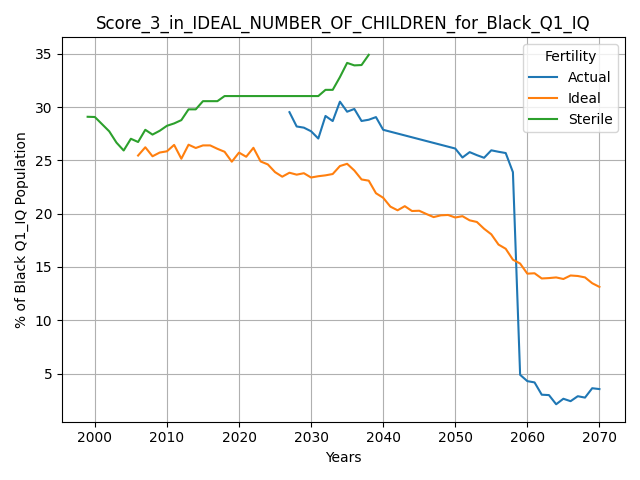 Score_3_in_IDEAL_NUMBER_OF_CHILDREN_for_Black_Q1_IQ
Fertility
Actual
Ideal
Sterile
% of Black Q1_IQ Population
35
30
25
20
15
10
5
2000 2010 2020 2030 2040 2050 2060 2070
Years